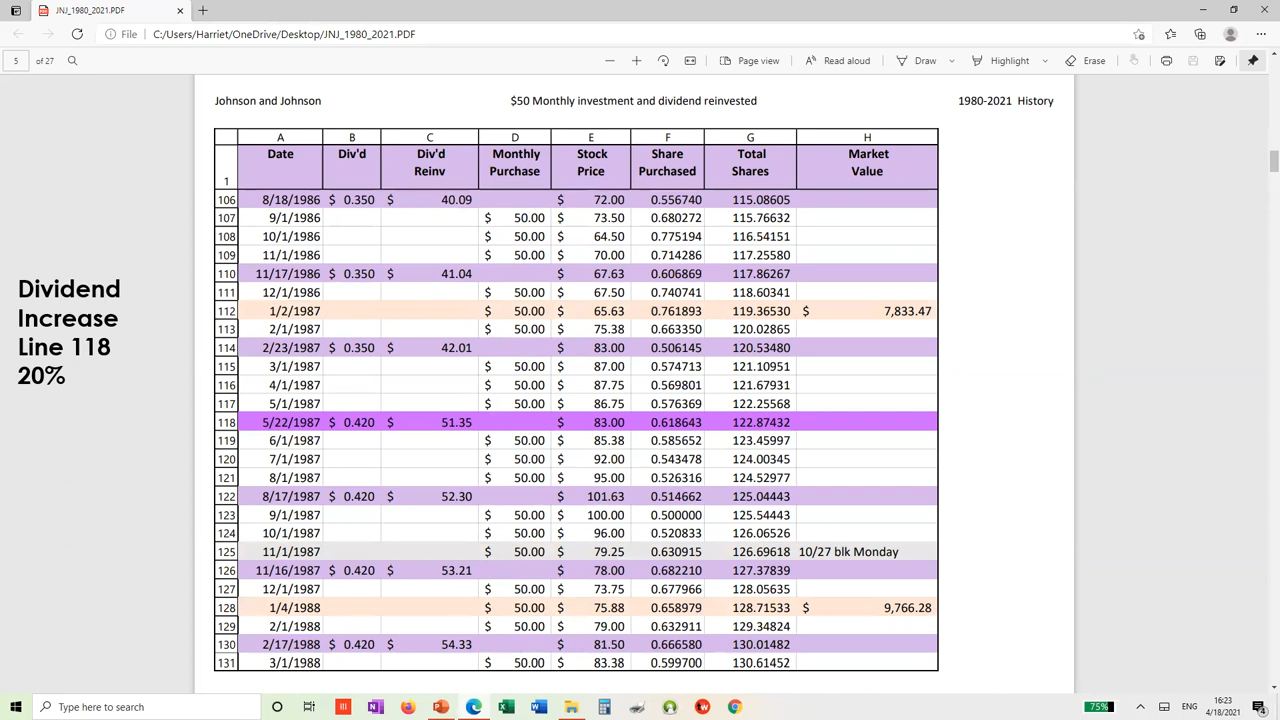 JNJ_1980_2021.PDF
File C:/Users/Harriet/OneDrive/Desktop/JNJ_1980_2021.PDF
5 of 27 Page view Read aloud Draw Highlight Erase
Johnson and Johnson $50 Monthly investment and dividend reinvested 1980-2021 History
A B C D E F G H
Date Div'd Div'd Monthly Stock Share Total Market
1 Reinv Purchase Price Purchased Shares Value
106 8/18/1986 $ 0.350 $ 40.09 $ 72.00 0.556740 115.08605
107 9/1/1986 $ 50.00 $ 73.50 0.680272 115.76632
108 10/1/1986 $ 50.00 $ 64.50 0.775194 116.54151
109 11/1/1986 $ 50.00 $ 70.00 0.714286 117.25580
110 11/17/1986 $ 0.350 $ 41.04 $ 67.63 0.606869 117.86267
111 12/1/1986 $ 50.00 $ 67.50 0.740741 118.60341
112 1/2/1987 $ 50.00 $ 65.63 0.761893 119.36530 $ 7,833.47
113 2/1/1987 $ 50.00 $ 75.38 0.663350 120.02865
114 2/23/1987 $ 0.350 $ 42.01 $ 83.00 0.506145 120.53480
115 3/1/1987 $ 50.00 $ 87.00 0.574713 121.10951
116 4/1/1987 $ 50.00 $ 87.75 0.569801 121.67931
117 5/1/1987 $ 50.00 $ 86.75 0.576369 122.25568
118 5/22/1987 $ 0.420 $ 51.35 $ 83.00 0.618643 122.87432
119 6/1/1987 $ 50.00 $ 85.38 0.585652 123.45997
120 7/1/1987 $ 50.00 $ 92.00 0.543478 124.00345
121 8/1/1987 $ 50.00 $ 95.00 0.526316 124.52977
122 8/17/1987 $ 0.420 $ 52.30 $ 101.63 0.514662 125.04443
123 9/1/1987 $ 50.00 $ 100.00 0.500000 125.54443
124 10/1/1987 $ 50.00 $ 96.00 0.520833 126.06526
125 11/1/1987 $ 50.00 $ 79.25 0.630915 126.69618 10/27 blk Monday
126 11/16/1987 $ 0.420 $ 53.21 $ 78.00 0.682210 127.37839
127 12/1/1987 $ 50.00 $ 73.75 0.677966 128.05635
128 1/4/1988 $ 50.00 $ 75.88 0.658979 128.71533 $ 9,766.28
129 2/1/1988 $ 50.00 $ 79.00 0.632911 129.34824
130 2/17/1988 $ 0.420 $ 54.33 $ 81.50 0.666580 130.01482
131 3/1/1988 $ 50.00 $ 83.38 0.599700 130.61452
Dividend
Increase
Line 118
20%
Type here to search 75% ENG 16:23
4/18/2021 4